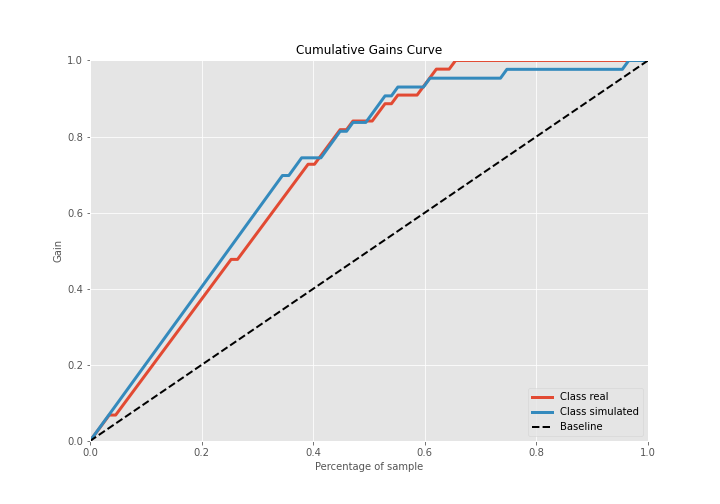 Cumulative Gains Curve
1.0
0.8
0.6
0.4
0.2
0.0
Gain
0.0 0.2 0.4 0.6 0.8 1.0
Percentage of sample
Class real
Class simulated
Baseline